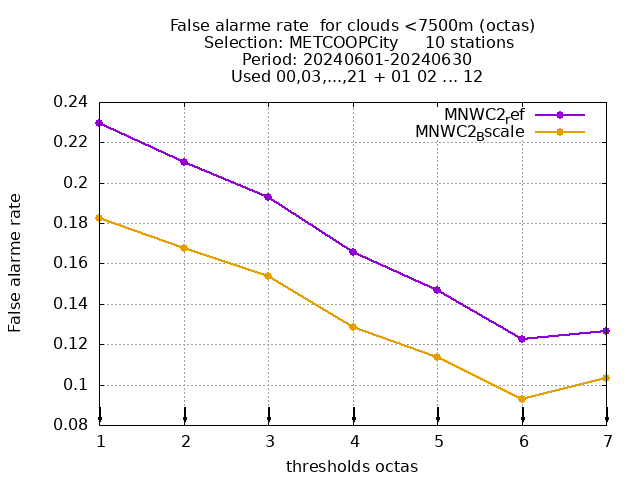 False alarme rate  for clouds <7500m (octas)
Selection: METCOOPCity     10 stations
Period: 20240601-20240630
Used 00,03,...,21 + 01 02 ... 12
MNWC2ref
MNWC2Bscale
False alarme rate
0.24
0.22
0.2
0.18
0.16
0.14
0.12
0.1
0.08
1 2 3 4 5 6 7
thresholds octas